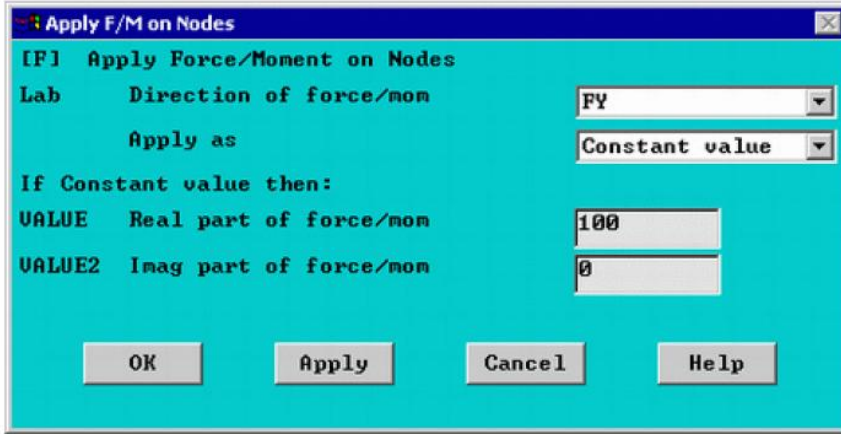 Apply F/M on Nodes
[F] Apply Force/Moment on Nodes
Lab Direction of force/mom FY
Apply as Constant value
If Constant value then:
VALUE Real part of force/mom 100
VALUE2 Imag part of force/mom 0
OK Apply Cancel Help